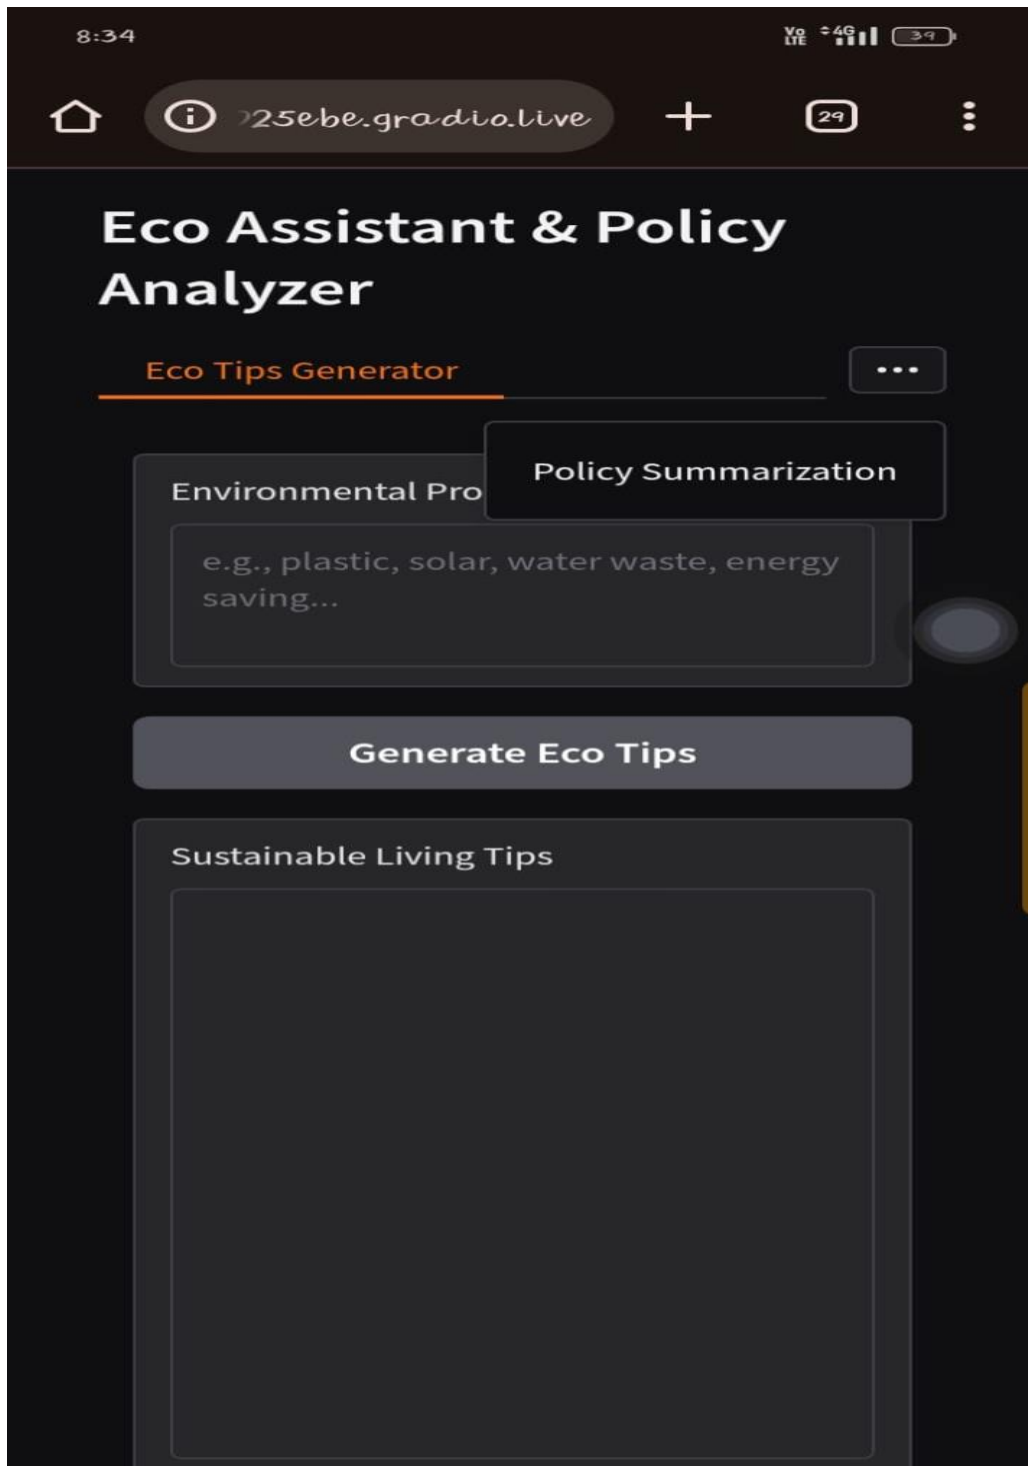 8:34
Vo LTE 4G 39
225ebe.gradio.live
29
Eco Assistant & Policy
Analyzer
Eco Tips Generator
Policy Summarization
Environmental Pro
e.g., plastic, solar, water waste, energy
saving...
Generate Eco Tips
Sustainable Living Tips